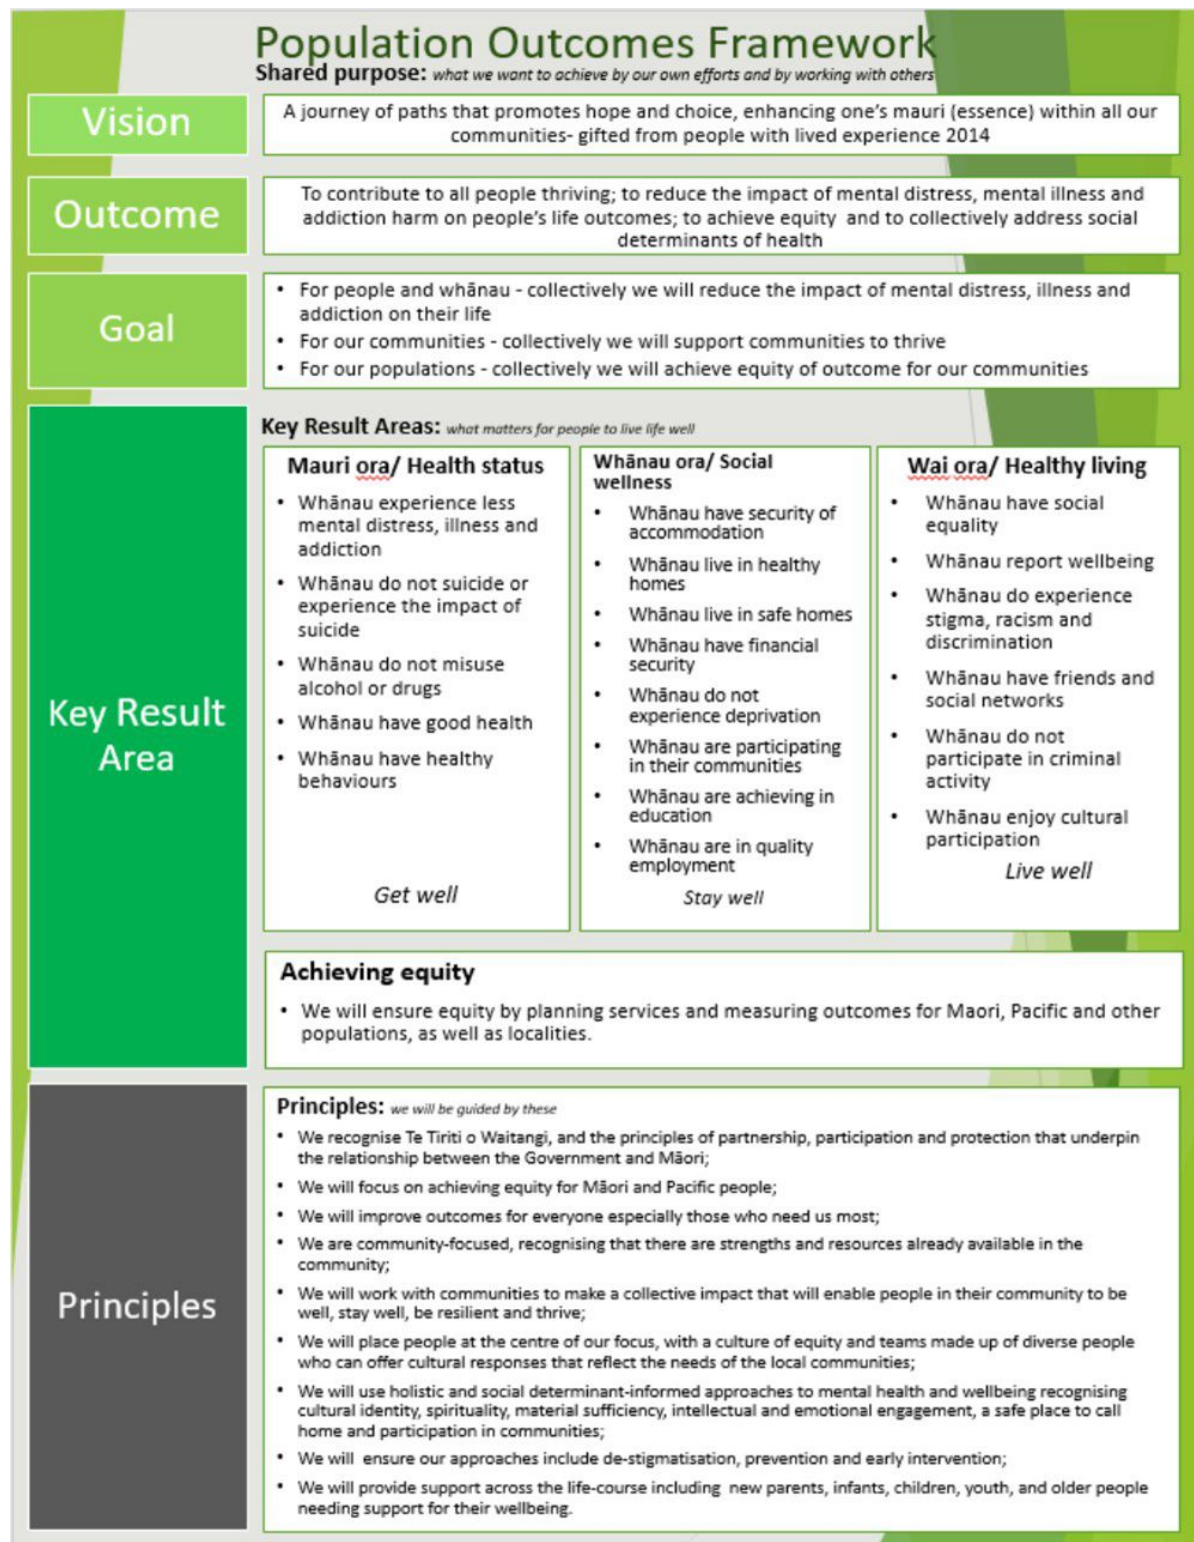 Population Outcomes Framework
Shared purpose: what we want to achieve by our own efforts and by working with others
Vision
A journey of paths that promotes hope and choice, enhancing one's mauri (essence) within all our
communities- gifted from people with lived experience 2014
Outcome
To contribute to all people thriving; to reduce the impact of mental distress, mental illness and
addiction harm on people's life outcomes; to achieve equity  and to collectively address social
determinants of health
Goal
• For people and whānau - collectively we will reduce the impact of mental distress, illness and
addiction on their life
• For our communities - collectively we will support communities to thrive
• For our populations - collectively we will achieve equity of outcome for our communities
Key Result
Area
Key Result Areas: what matters for people to live life well
Mauri ora/ Health status
• Whānau experience less
mental distress, illness and
addiction
• Whānau do not suicide or
experience the impact of
suicide
• Whānau do not misuse
alcohol or drugs
• Whānau have good health
• Whānau have healthy
behaviours
Get well
Whānau ora/ Social
wellness
• Whānau have security of
accommodation
• Whānau live in healthy
homes
• Whānau live in safe homes
• Whānau have financial
security
• Whānau do not
experience deprivation
• Whānau are participating
in their communities
• Whānau are achieving in
education
• Whānau are in quality
employment
Stay well
Wai ora/ Healthy living
• Whānau have social
equality
• Whānau report wellbeing
• Whānau do experience
stigma, racism and
discrimination
• Whānau have friends and
social networks
• Whānau do not
participate in criminal
activity
• Whānau enjoy cultural
participation
Live well
Achieving equity
• We will ensure equity by planning services and measuring outcomes for Maori, Pacific and other
populations, as well as localities.
Principles
Principles: we will be guided by these
• We recognise Te Tiriti o Waitangi, and the principles of partnership, participation and protection that underpin
the relationship between the Government and Māori;
• We will focus on achieving equity for Māori and Pacific people;
• We will improve outcomes for everyone especially those who need us most;
• We are community-focused, recognising that there are strengths and resources already available in the
community;
• We will work with communities to make a collective impact that will enable people in their community to be
well, stay well, be resilient and thrive;
• We will place people at the centre of our focus, with a culture of equity and teams made up of diverse people
who can offer cultural responses that reflect the needs of the local communities;
• We will use holistic and social determinant-informed approaches to mental health and wellbeing recognising
cultural identity, spirituality, material sufficiency, intellectual and emotional engagement, a safe place to call
home and participation in communities;
• We will  ensure our approaches include de-stigmatisation, prevention and early intervention;
• We will provide support across the life-course including  new parents, infants, children, youth, and older people
needing support for their wellbeing.